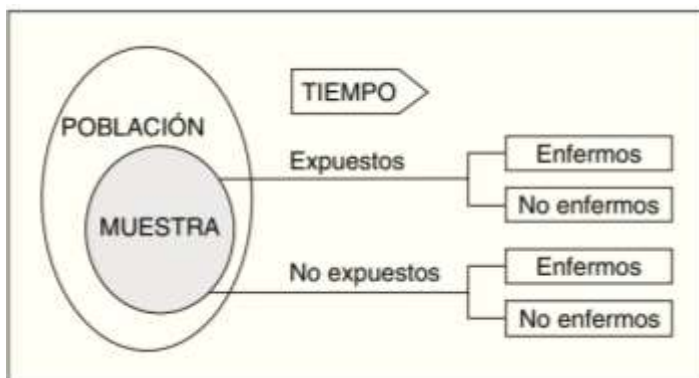 TIEMPO
POBLACIÓN
MUESTRA
Expuestos
Enfermos
No enfermos
No expuestos
Enfermos
No enfermos